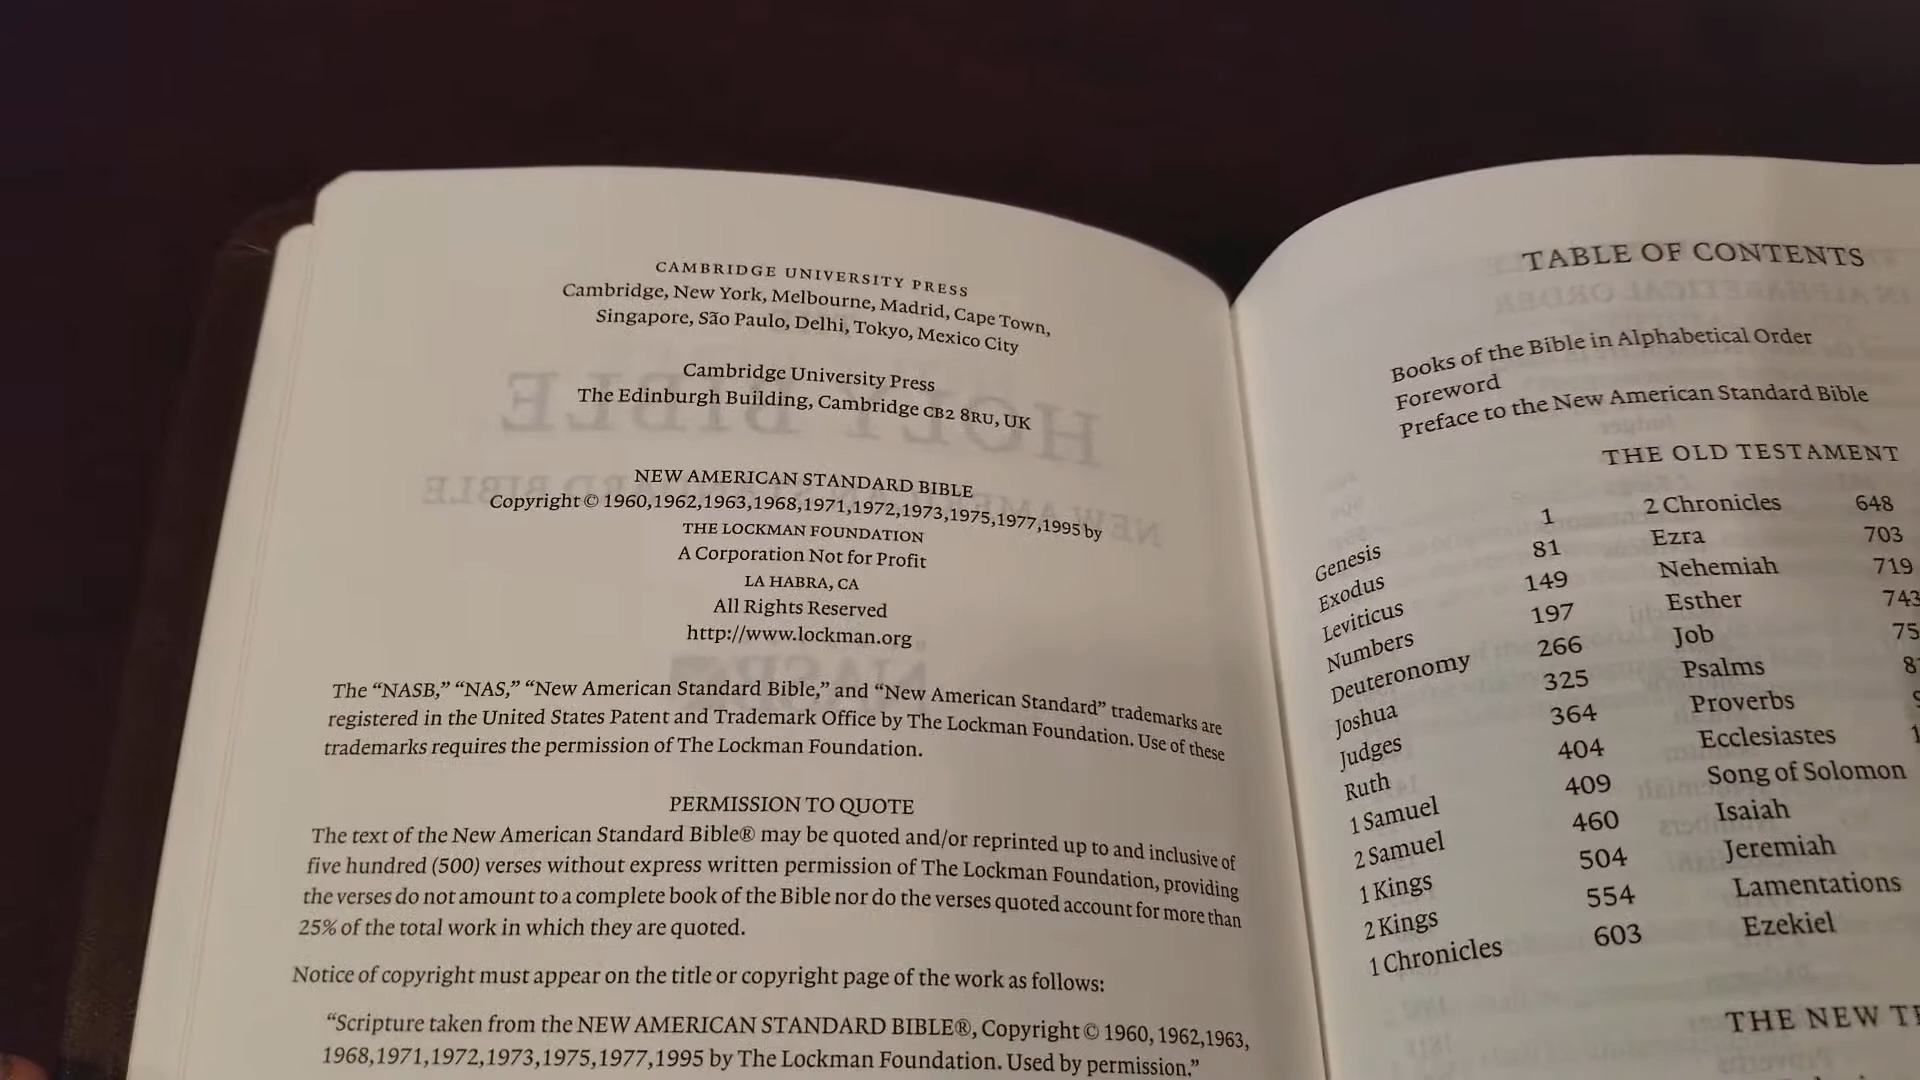 CAMBRIDGE UNIVERSITY PRESS
Cambridge, New York, Melbourne, Madrid, Cape Town,
Singapore, São Paulo, Delhi, Tokyo, Mexico City
Cambridge University Press
The Edinburgh Building, Cambridge CB2 8RU, UK
NEW AMERICAN STANDARD BIBLE
Copyright © 1960,1962,1963,1968,1971,1972,1973,1975,1977,1995 by
THE LOCKMAN FOUNDATION
A Corporation Not for Profit
LA HABRA, CA
All Rights Reserved
http://www.lockman.org
The “NASB,” “NAS,” “New American Standard Bible,” and “New American Standard” trademarks are
registered in the United States Patent and Trademark Office by The Lockman Foundation. Use of these
trademarks requires the permission of The Lockman Foundation.
PERMISSION TO QUOTE
The text of the New American Standard Bible® may be quoted and/or reprinted up to and inclusive of
five hundred (500) verses without express written permission of The Lockman Foundation, providing
the verses do not amount to a complete book of the Bible nor do the verses quoted account for more than
25% of the total work in which they are quoted.
Notice of copyright must appear on the title or copyright page of the work as follows:
“Scripture taken from the NEW AMERICAN STANDARD BIBLE®, Copyright © 1960, 1962,1963,
1968,1971,1972,1973,1975,1977,1995 by The Lockman Foundation. Used by permission.”
TABLE OF CONTENTS
Books of the Bible in Alphabetical Order
Foreword
Preface to the New American Standard Bible
THE OLD TESTAMENT
Genesis 1
Exodus 81
Leviticus 149
Numbers 197
Deuteronomy 266
Joshua 325
Judges 364
Ruth 404
1 Samuel 409
2 Samuel 460
1 Kings 504
2 Kings 554
1 Chronicles 603
2 Chronicles 648
Ezra 703
Nehemiah 719
Esther 743
Job
Psalms
Proverbs
Ecclesiastes
Song of Solomon
Isaiah
Jeremiah
Lamentations
Ezekiel
THE NEW